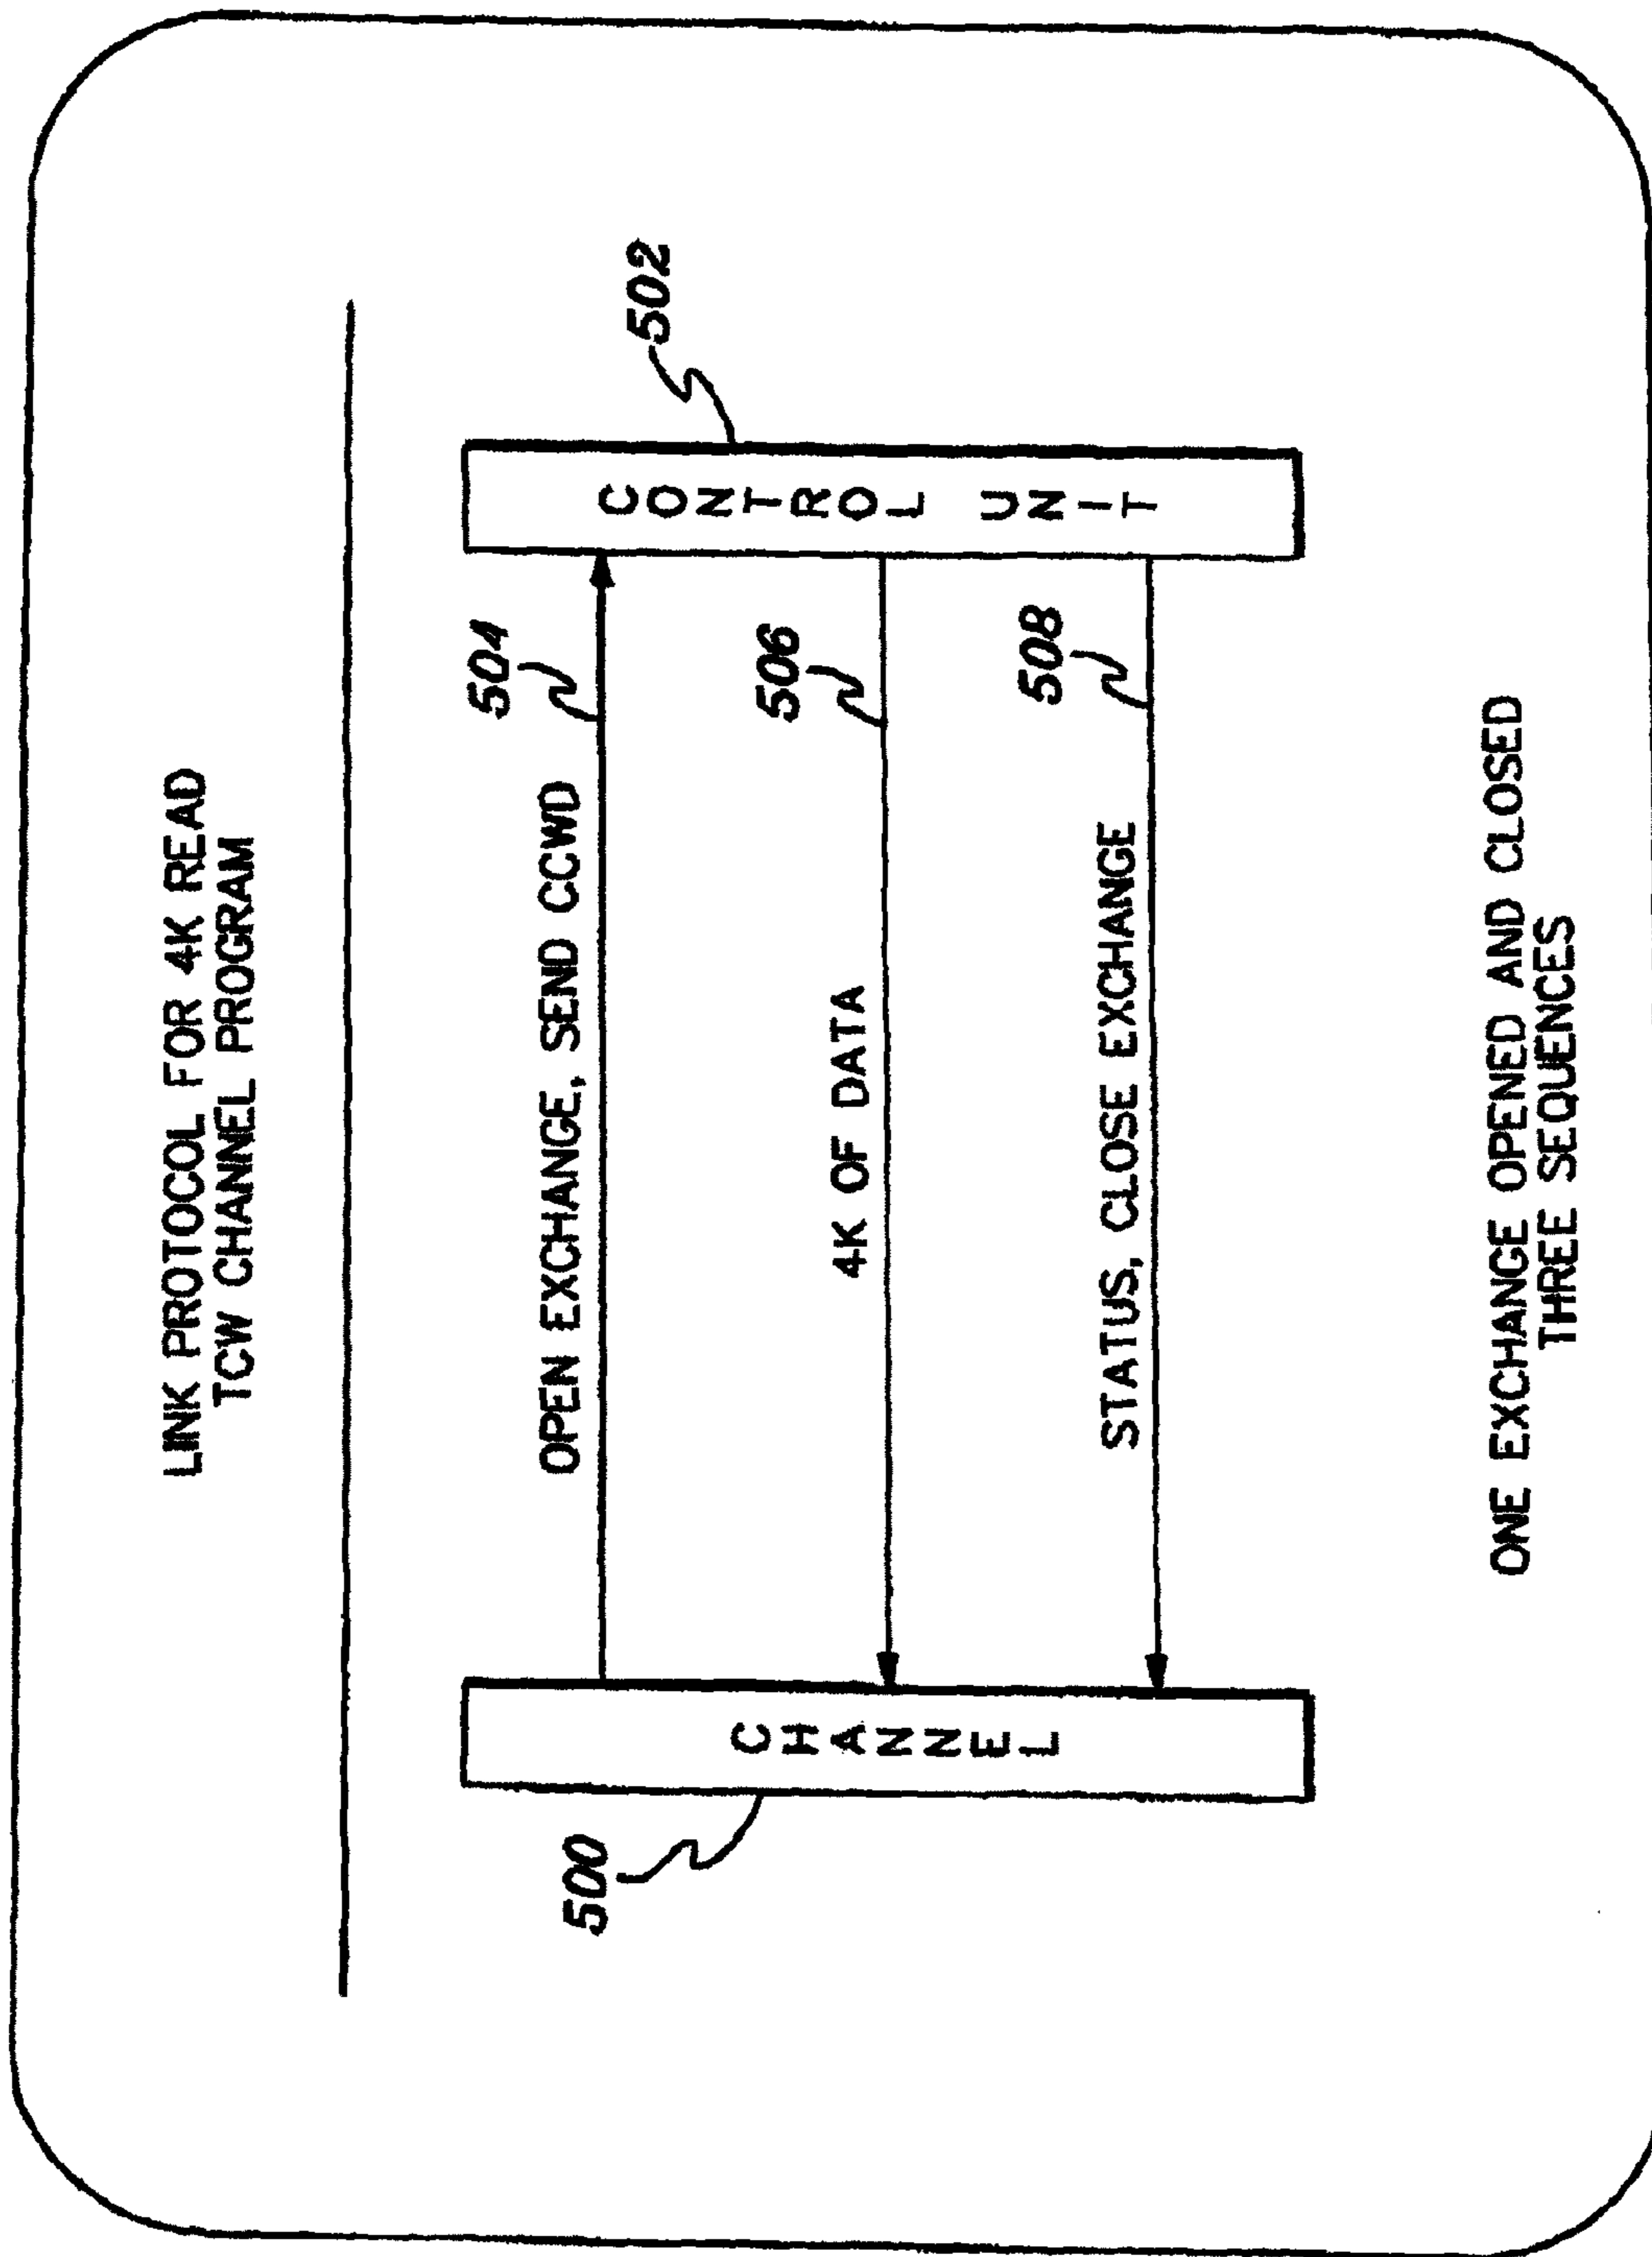 LINK PROTOCOL FOR 4K READ
TCW CHANNEL PROGRAM
500
CHANNEL
502
CONTROL UNIT
504
OPEN EXCHANGE, SEND CCWD
506
4K OF DATA
508
STATUS, CLOSE EXCHANGE
ONE EXCHANGE OPENED AND CLOSED
THREE SEQUENCES